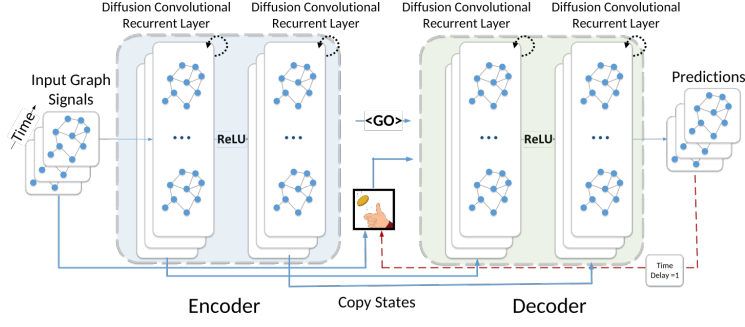 Diffusion Convolutional
Recurrent Layer
Diffusion Convolutional
Recurrent Layer
Diffusion Convolutional
Recurrent Layer
Diffusion Convolutional
Recurrent Layer
Input Graph
Signals
Time
...
ReLU
...
<GO>
...
ReLU
...
Predictions
Time
Delay =1
Encoder
Copy States
Decoder